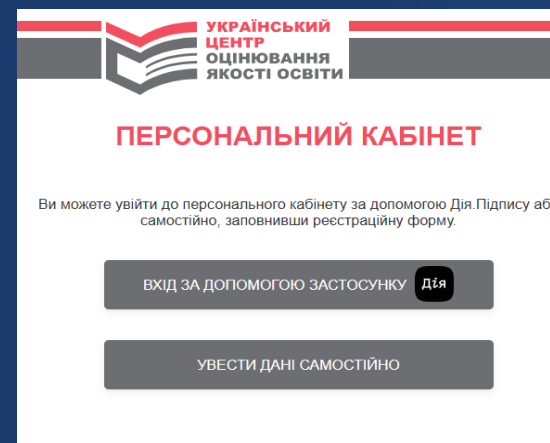 УКРАЇНСЬКИЙ
ЦЕНТР
ОЦІНЮВАННЯ
ЯКОСТІ ОСВІТИ
ПЕРСОНАЛЬНИЙ КАБІНЕТ
Ви можете увійти до персонального кабінету за допомогою Дія.Підпису аб
самостійно, заповнивши реєстраційну форму.
ВХІД ЗА ДОПОМОГОЮ ЗАСТОСУНКУ Дія
УВЕСТИ ДАНІ САМОСТІЙНО